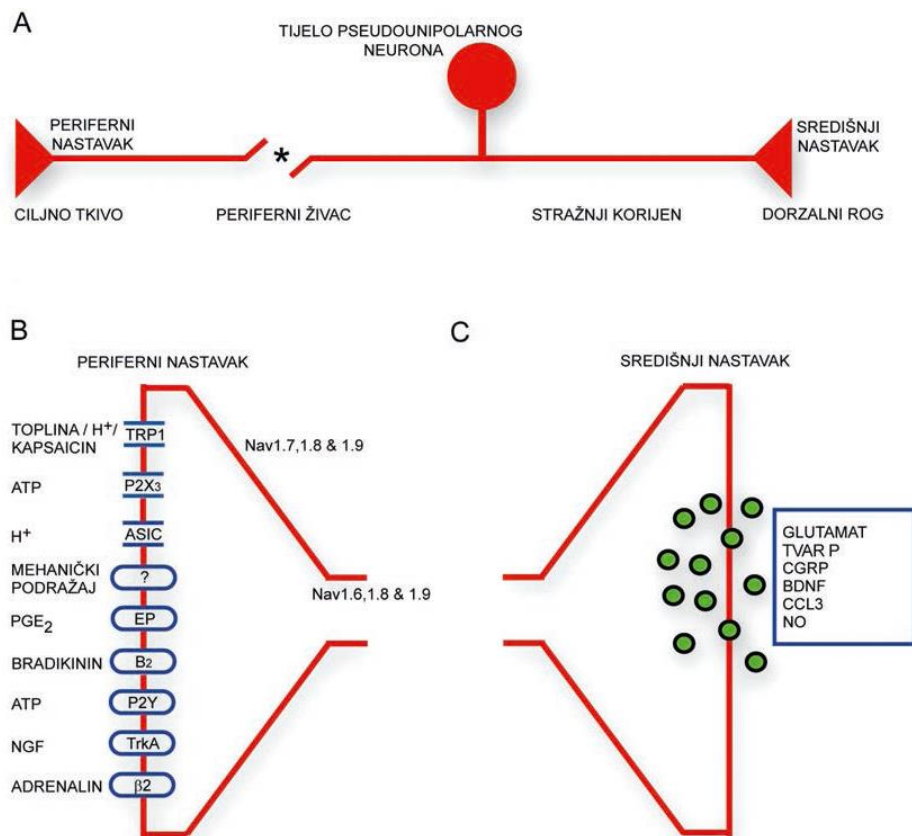 A
TIJELO PSEUDOUNIPOLARNOG
NEURONA
PERIFERNI
NASTAVAK
*
SREDIŠNJI
NASTAVAK
CILJNO TKIVO
PERIFERNI ŽIVAC
STRAŽNJI KORIJEN
DORZALNI ROG
B
PERIFERNI NASTAVAK
TOPLINA / H⁺/
KAPSAICIN
TRP1
Nav1.7,1.8 & 1.9
ATP
P2X₃
H⁺
ASIC
MEHANIČKI
PODRAŽAJ
?
Nav1.6,1.8 & 1.9
PGE₂
EP
BRADIKININ
B₂
ATP
P2Y
NGF
TrkA
ADRENALIN
β2
C
SREDIŠNJI NASTAVAK
GLUTAMAT
TVAR P
CGRP
BDNF
CCL3
NO